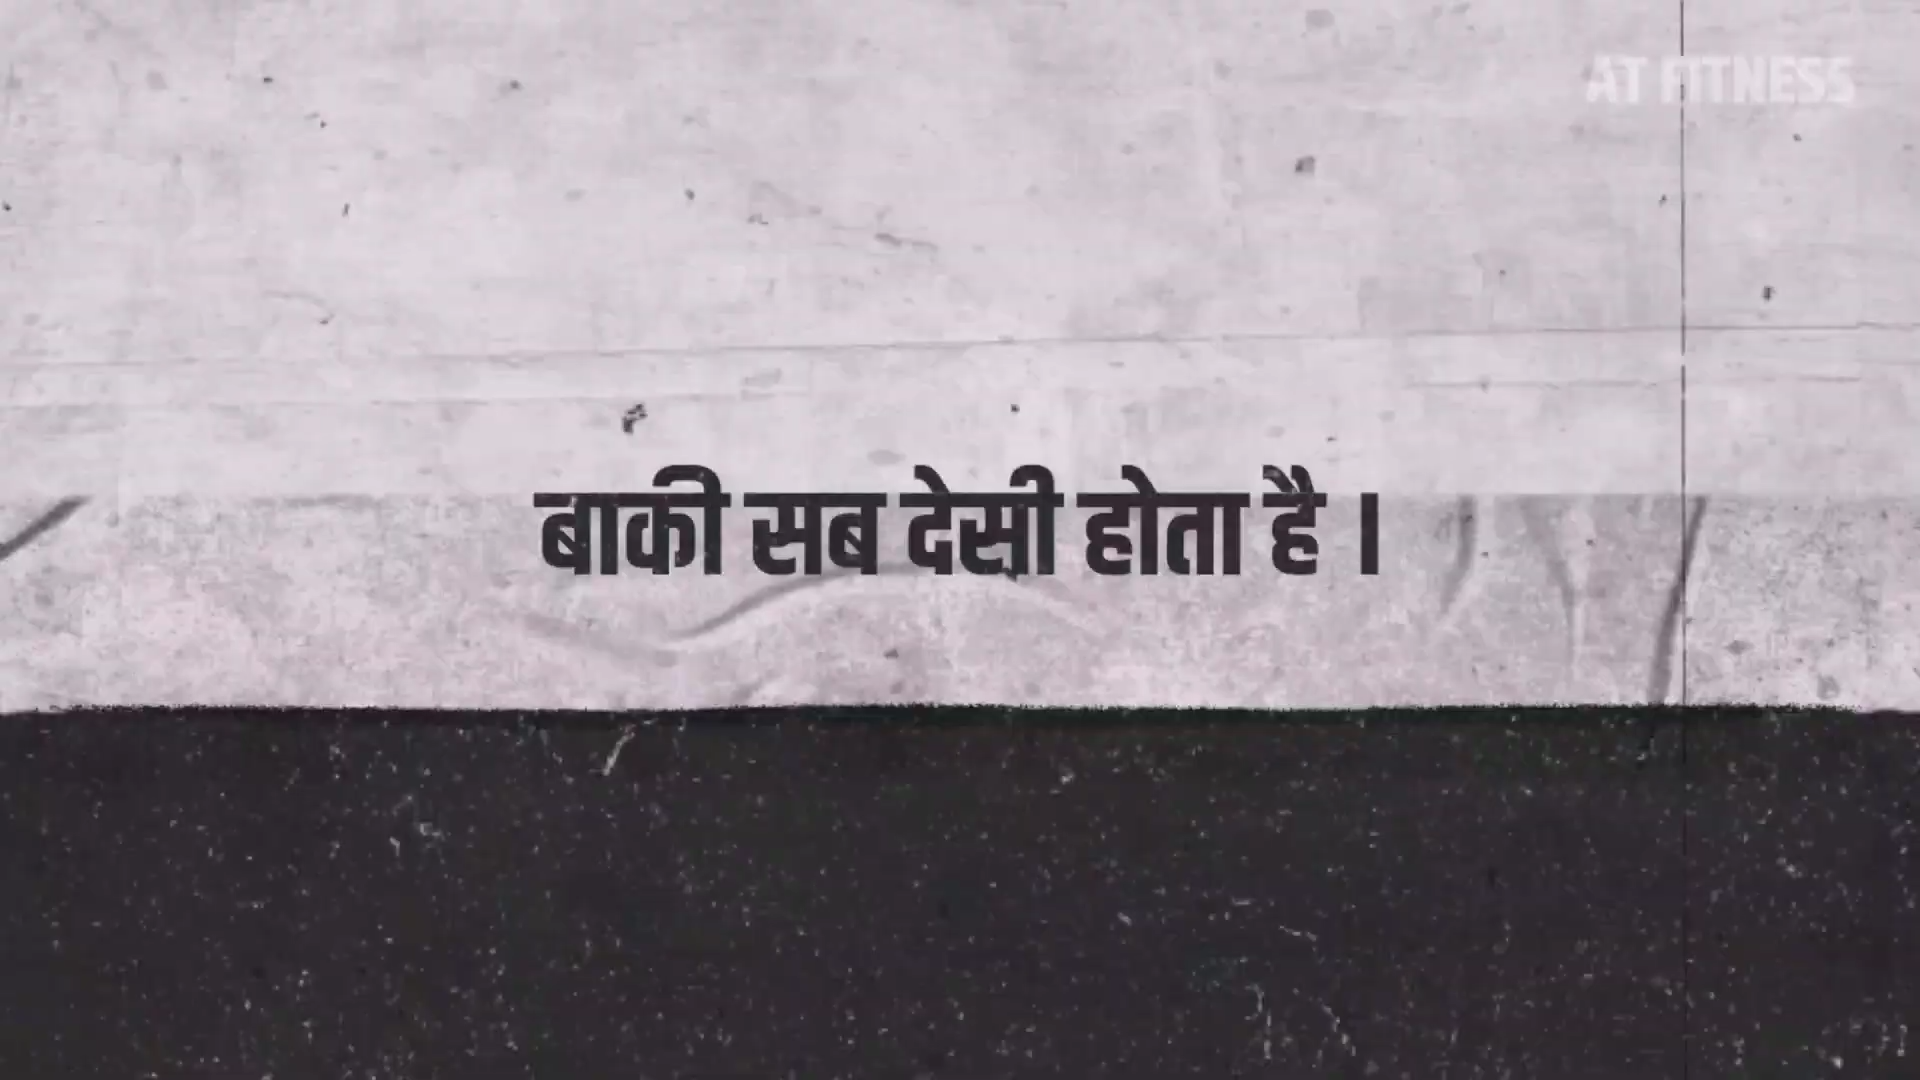 AT FITNESS
बाकी सब देसी होता है ।